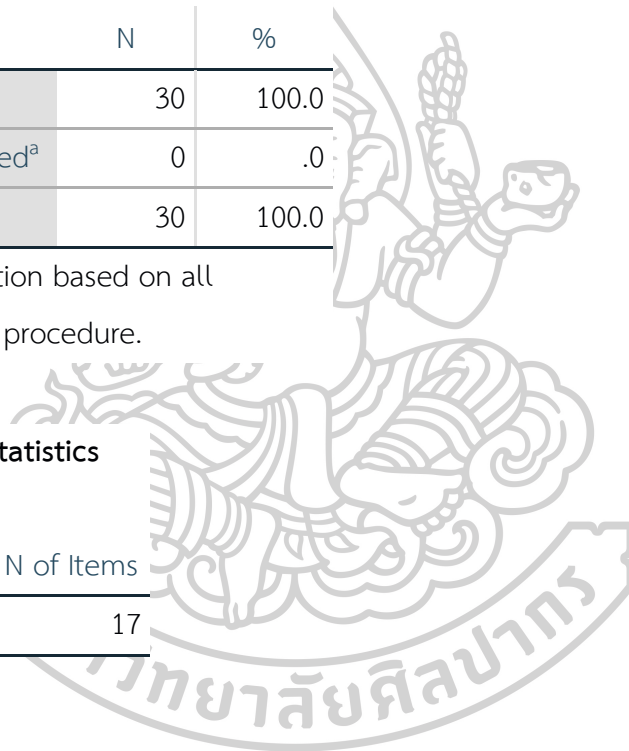 N %
30 100.0
ed^a 0 .0
30 100.0
tion based on all
procedure.
tatistics
N of Items
17
วิทยาลัยศิลปากร